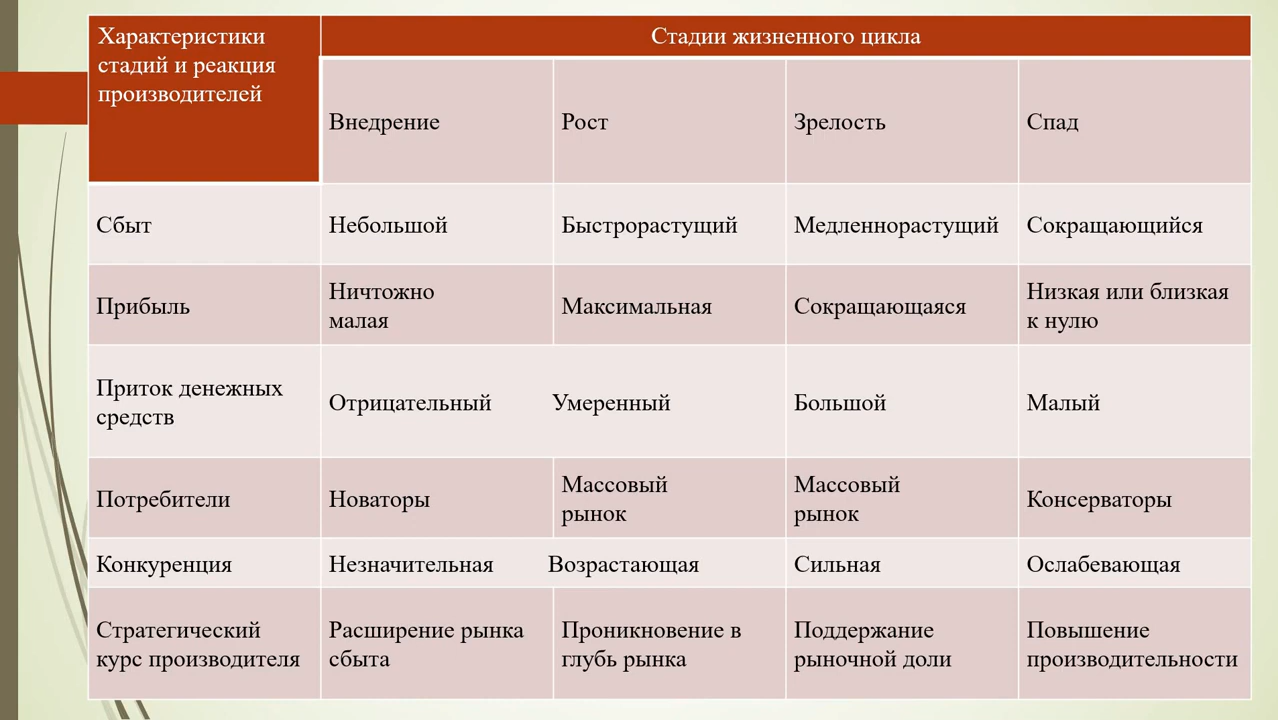 Характеристики
стадий и реакция
производителей
Стадии жизненного цикла
Внедрение Рост Зрелость Спад
Сбыт Небольшой Быстрорастущий Медленнорастущий Сокращающийся
Прибыль
Ничтожно
малая
Максимальная
Сокращающаяся
Низкая или близкая
к нулю
Приток денежных
средств
Отрицательный Умеренный
Большой
Малый
Потребители
Новаторы
Массовый
рынок
Массовый
рынок
Консерваторы
Конкуренция Незначительная Возрастающая Сильная Ослабевающая
Стратегический
курс производителя
Расширение рынка
сбыта
Проникновение в
глубь рынка
Поддержание
рыночной доли
Повышение
производительности